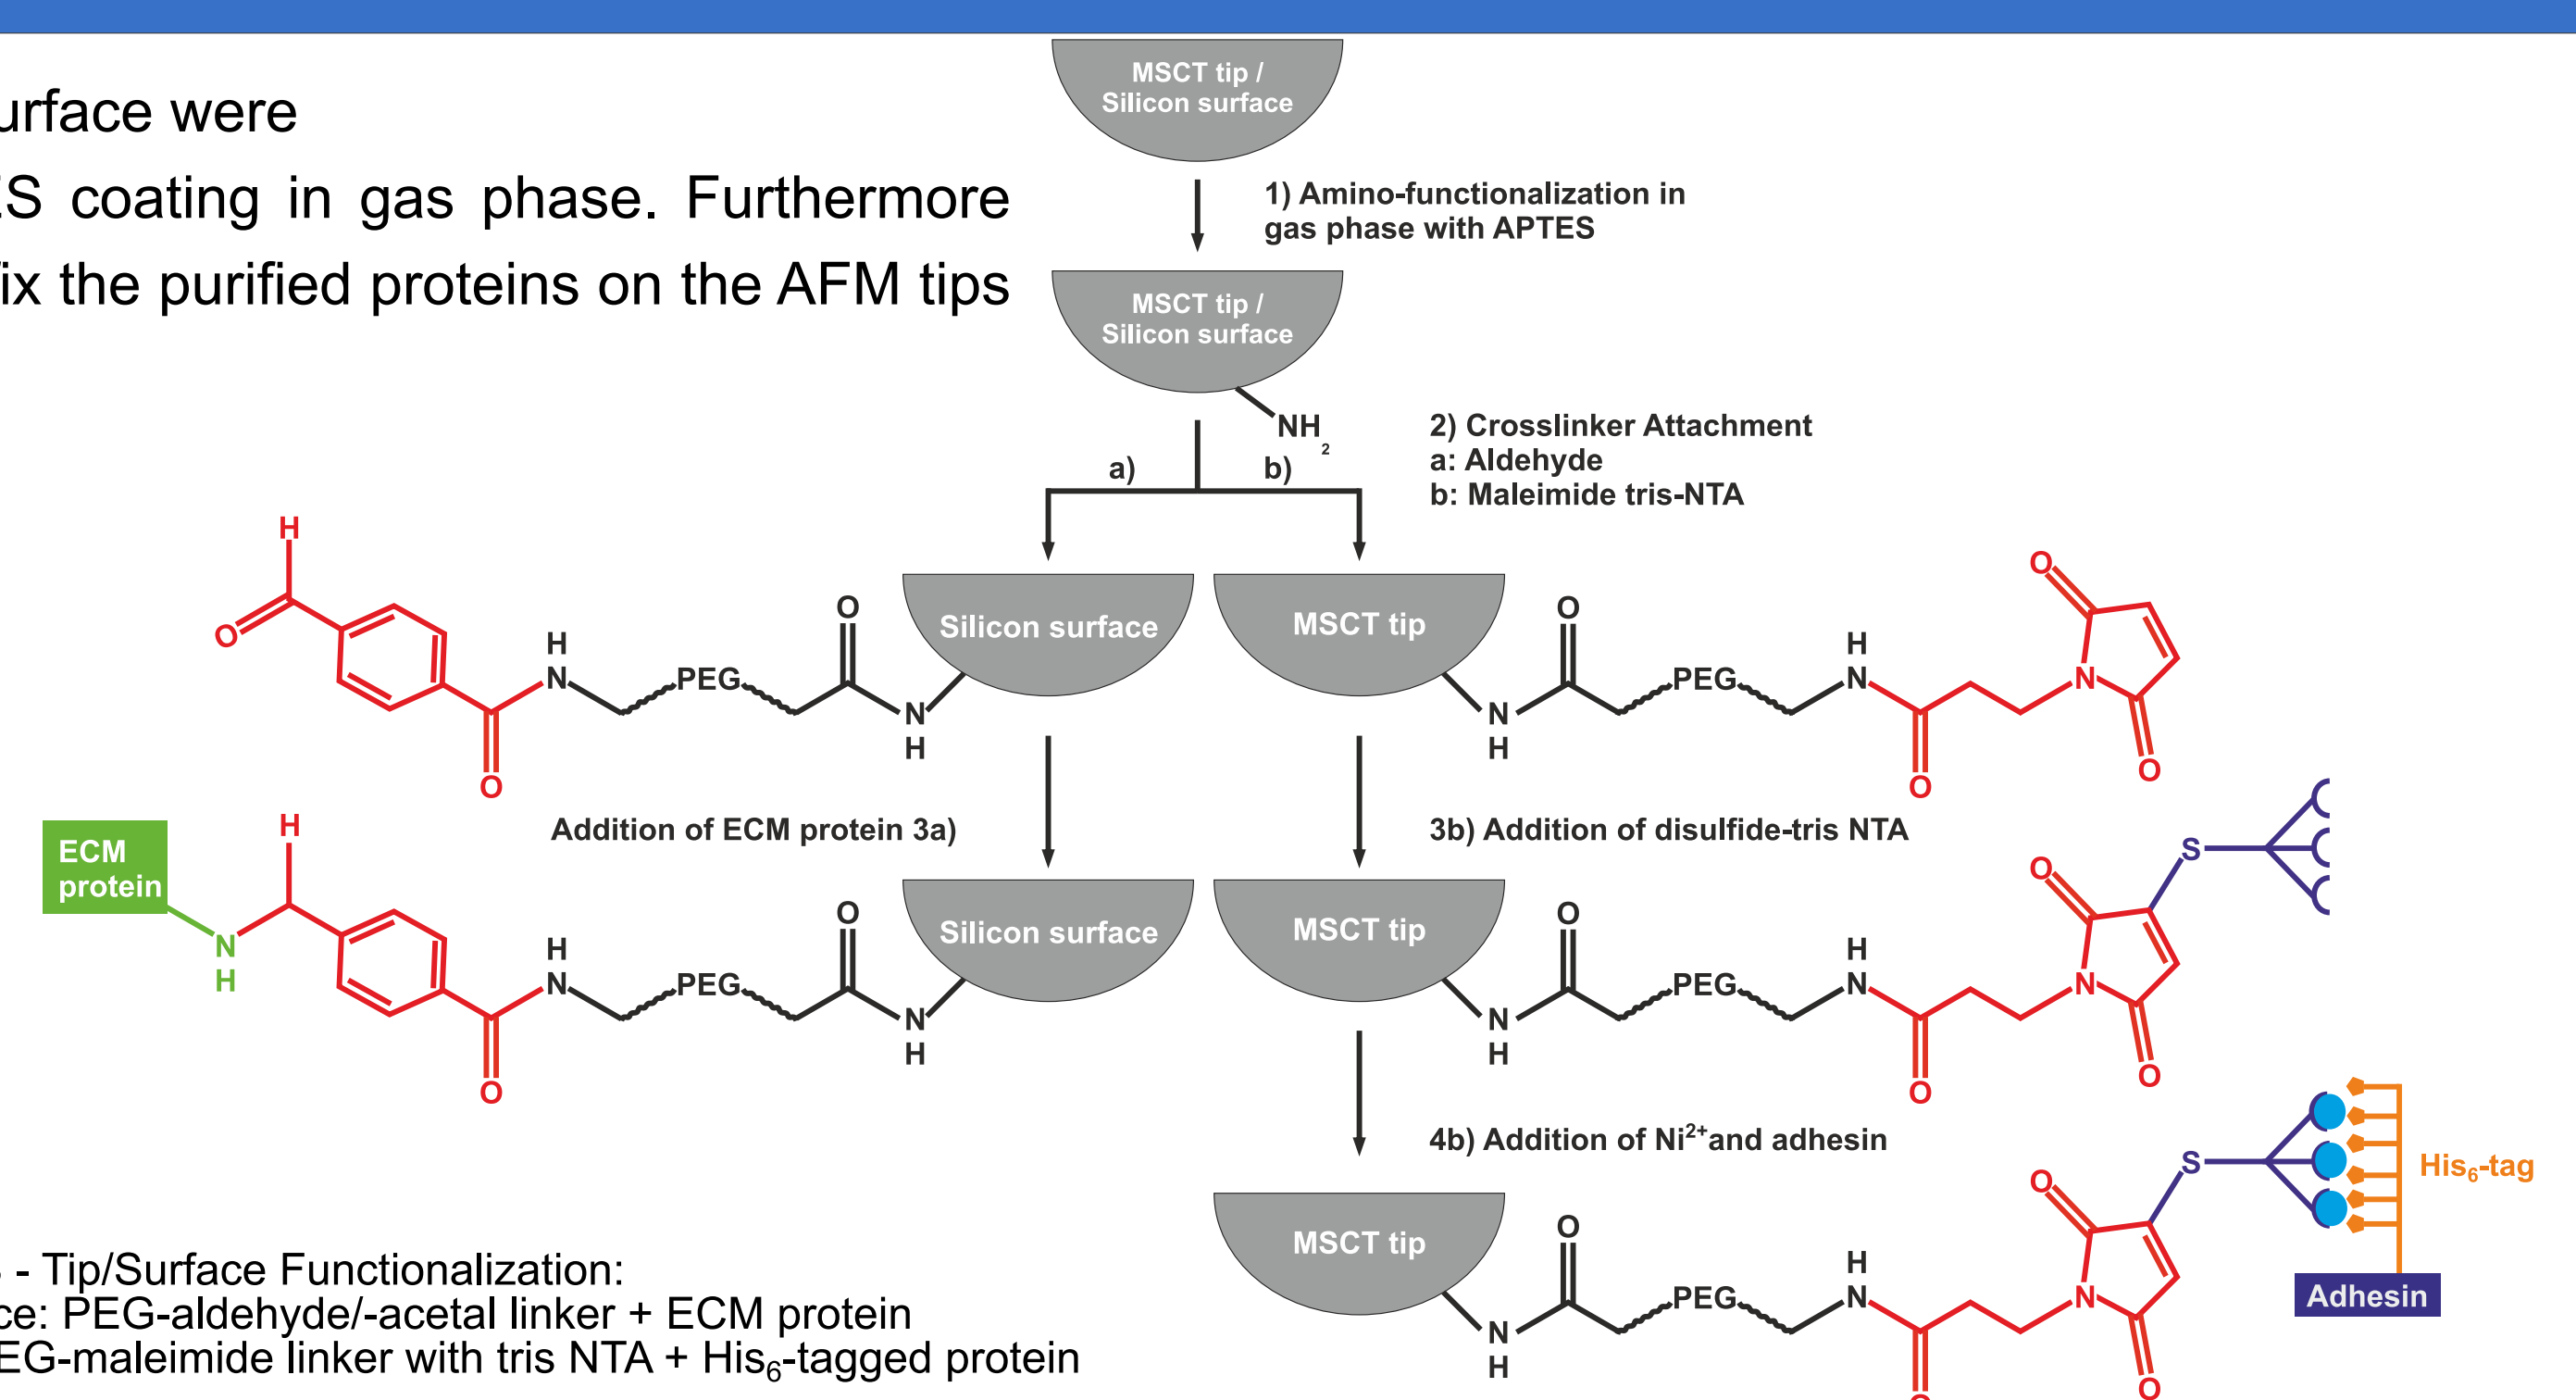 urface were
ES coating in gas phase. Furthermore
ix the purified proteins on the AFM tips
MSCT tip /
Silicon surface
1) Amino-functionalization in
gas phase with APTES
MSCT tip /
Silicon surface
NH2
2) Crosslinker Attachment
a: Aldehyde
b: Maleimide tris-NTA
a)
b)
H
O
H
N
O
PEG
O
N
H
Silicon surface
MSCT tip
N
H
O
PEG
H
N
O
O
N
O
Addition of ECM protein 3a)
3b) Addition of disulfide-tris NTA
ECM
protein
N
H
H
O
H
N
PEG
O
N
H
Silicon surface
MSCT tip
N
H
O
PEG
H
N
O
O
N
O
S
4b) Addition of Ni²⁺and adhesin
MSCT tip
N
H
O
PEG
H
N
O
O
N
O
S
His₆-tag
Adhesin
- Tip/Surface Functionalization:
ce: PEG-aldehyde/-acetal linker + ECM protein
EG-maleimide linker with tris NTA + His₆-tagged protein